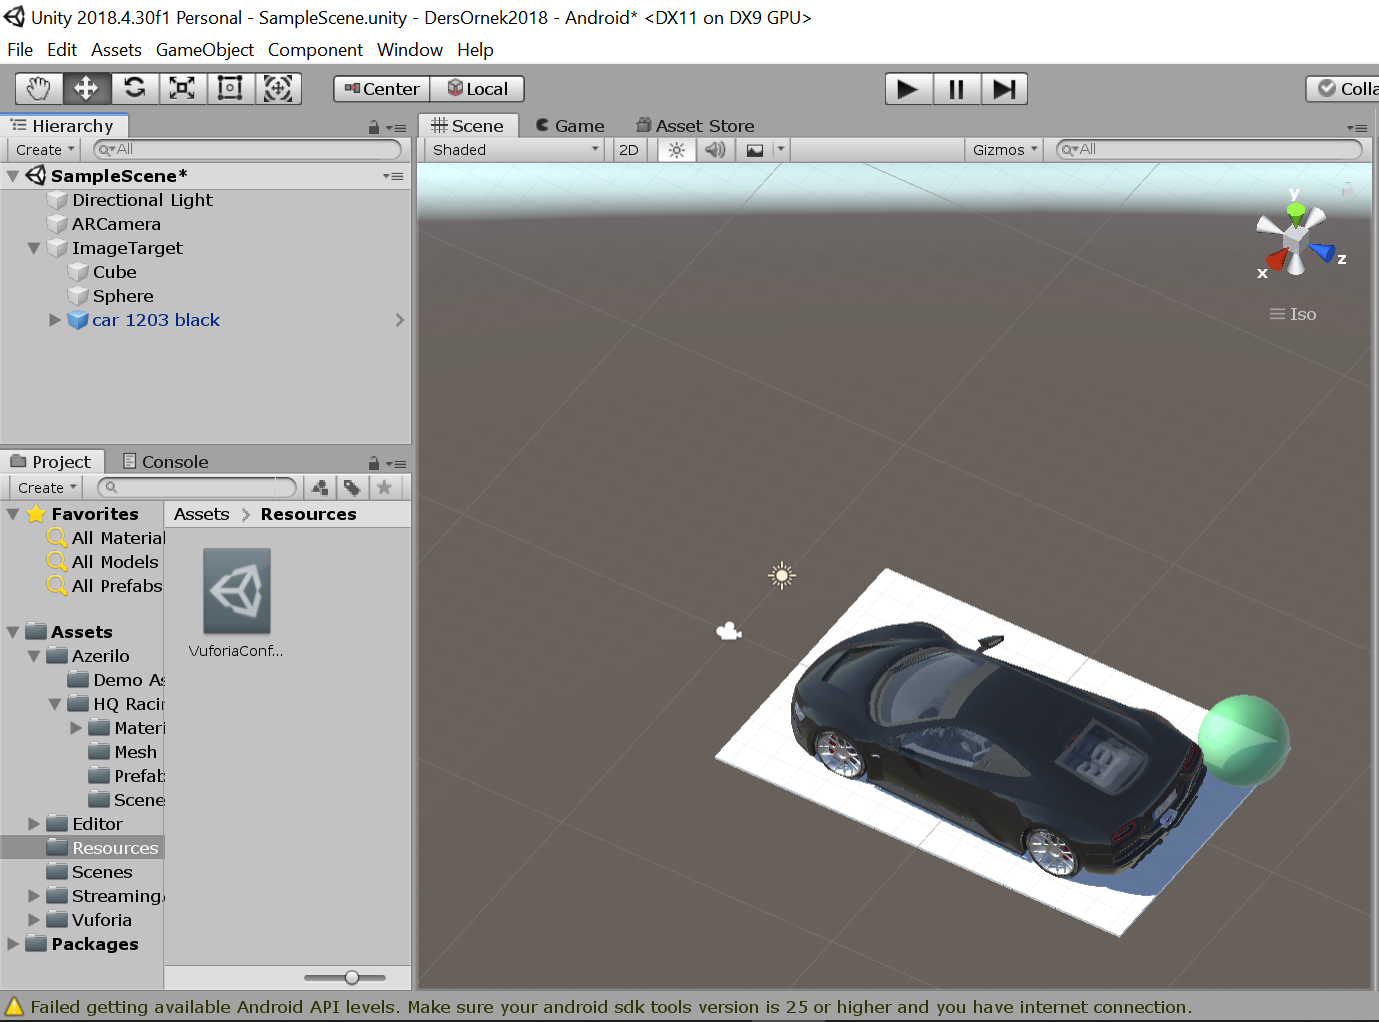 Unity 2018.4.30f1 Personal - SampleScene.unity - DersOrnek2018 - Android* <DX11 on DX9 GPU>
File Edit Assets GameObject Component Window Help
Center Local Colla
Hierarchy
Create All
SampleScene*
Directional Light
ARCamera
ImageTarget
Cube
Sphere
car 1203 black
Scene Game Asset Store
Shaded 2D Gizmos All
y
x
z
Iso
Project Console
Create
Favorites
All Material
All Models
All Prefabs
Assets
Azerilo
Demo As
HQ Racin
Materi
Mesh
Prefab
Scene
Editor
Resources
Scenes
Streaming
Vuforia
Packages
Assets Resources
VuforiaConf...
Failed getting available Android API levels. Make sure your android sdk tools version is 25 or higher and you have internet connection.